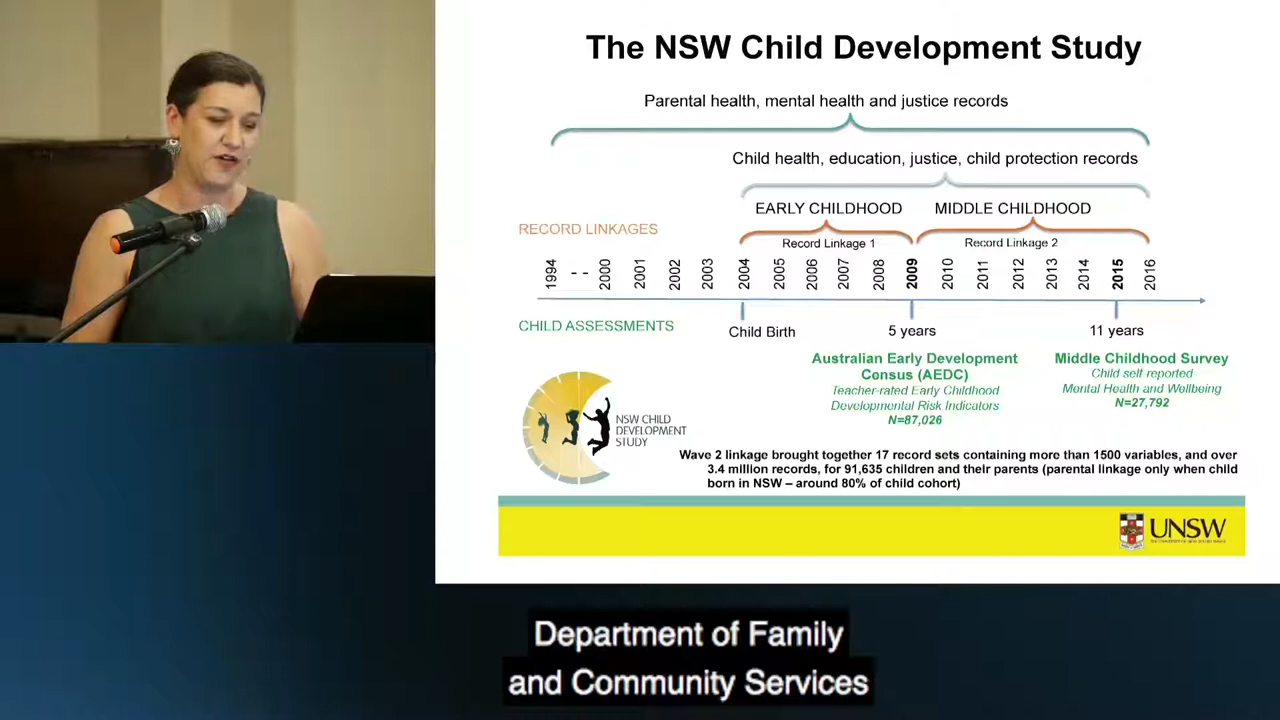 The NSW Child Development Study
Parental health, mental health and justice records
Child health, education, justice, child protection records
EARLY CHILDHOOD
MIDDLE CHILDHOOD
RECORD LINKAGES
Record Linkage 1
Record Linkage 2
1994 - - 2000 2001 2002 2003 2004 2005 2006 2007 2008 2009 2010 2011 2012 2013 2014 2015 2016
CHILD ASSESSMENTS
Child Birth
5 years
11 years
Australian Early Development
Census (AEDC)
Teacher-rated Early Childhood
Developmental Risk Indicators
N=87,026
Middle Childhood Survey
Child self-reported
Mental Health and Wellbeing
N=27,792
NSW CHILD
DEVELOPMENT
STUDY
Wave 2 linkage brought together 17 record sets containing more than 1500 variables, and over
3.4 million records, for 91,635 children and their parents (parental linkage only when child
born in NSW – around 80% of child cohort)
UNSW
Department of Family
and Community Services